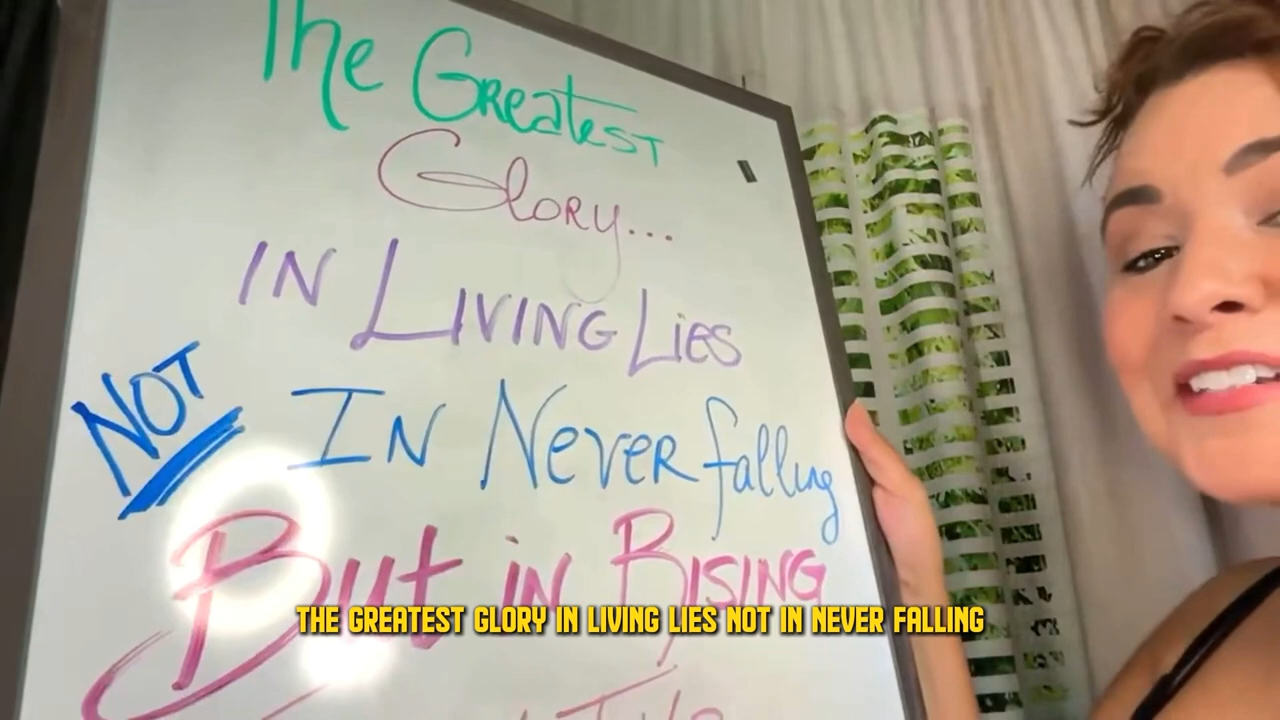 The Greatest
Glory...
IN LIVING Lies
NOT In Never falling
But in Rising
THE GREATEST GLORY IN LIVING LIES NOT IN NEVER FALLING